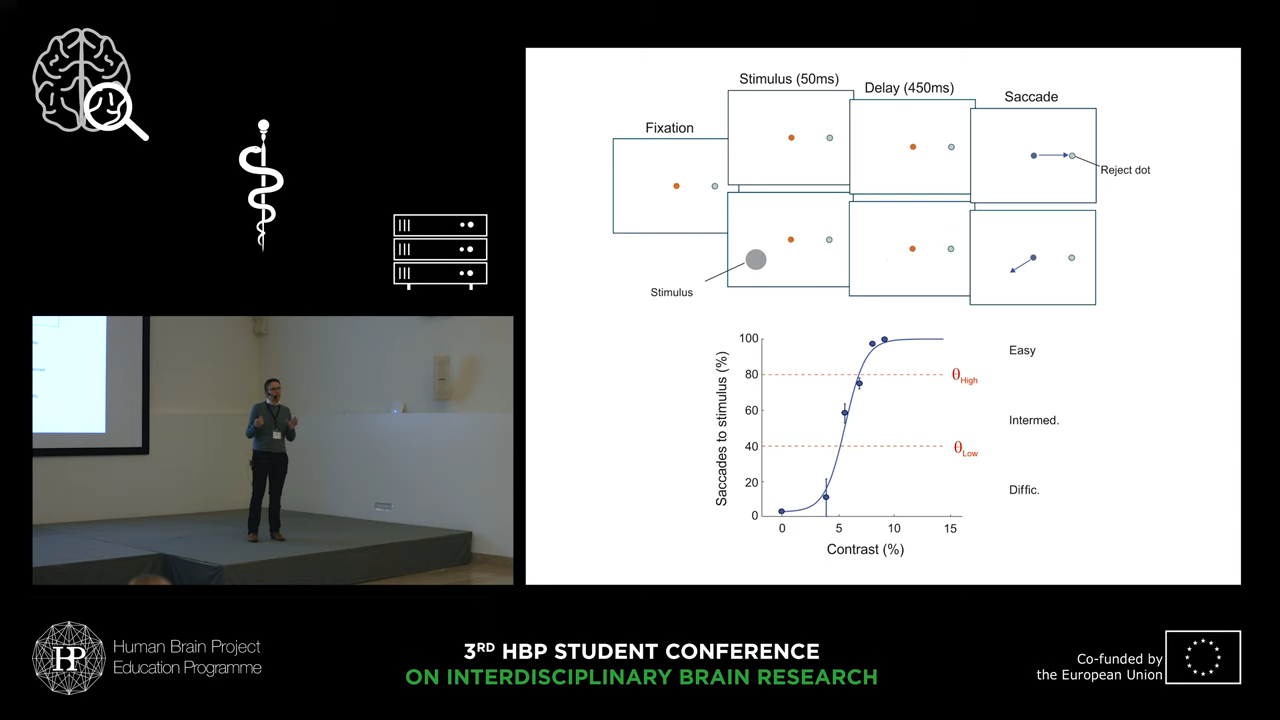 Stimulus (50ms)
Delay (450ms)
Saccade
Fixation
Reject dot
Stimulus
Saccades to stimulus (%)
100
80
60
40
20
0
θHigh
θLow
Easy
Intermed.
Diffic.
0 5 10 15
Contrast (%)
HP
Human Brain Project
Education Programme
3RD HBP STUDENT CONFERENCE
ON INTERDISCIPLINARY BRAIN RESEARCH
Co-funded by
the European Union